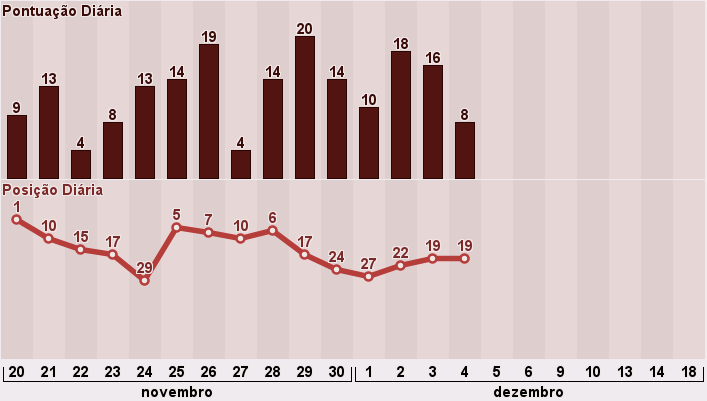 Pontuação Diária
9 13 4 8 13 14 19 4 14 20 14 10 18 16 8
Posição Diária
1 10 15 17 29 5 7 10 6 17 24 27 22 19 19
20 21 22 23 24 25 26 27 28 29 30 1 2 3 4 5 6 9 10 13 14 18
novembro dezembro